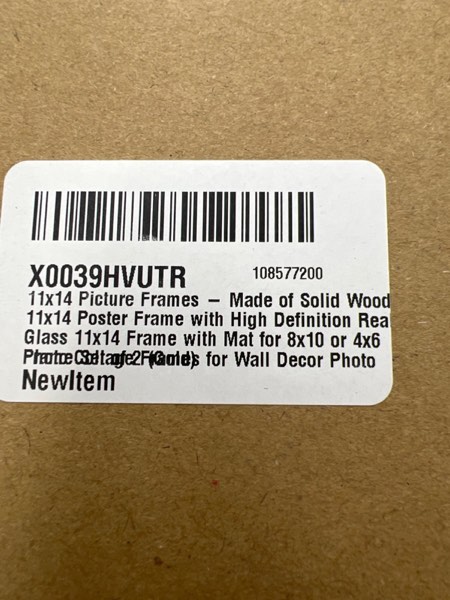 X0039HVUTR 108577200
11x14 Picture Frames – Made of Solid Wood
11x14 Poster Frame with High Definition Rea
Glass 11x14 Frame with Mat for 8x10 or 4x6
for Wall Decor Photo
NewItem